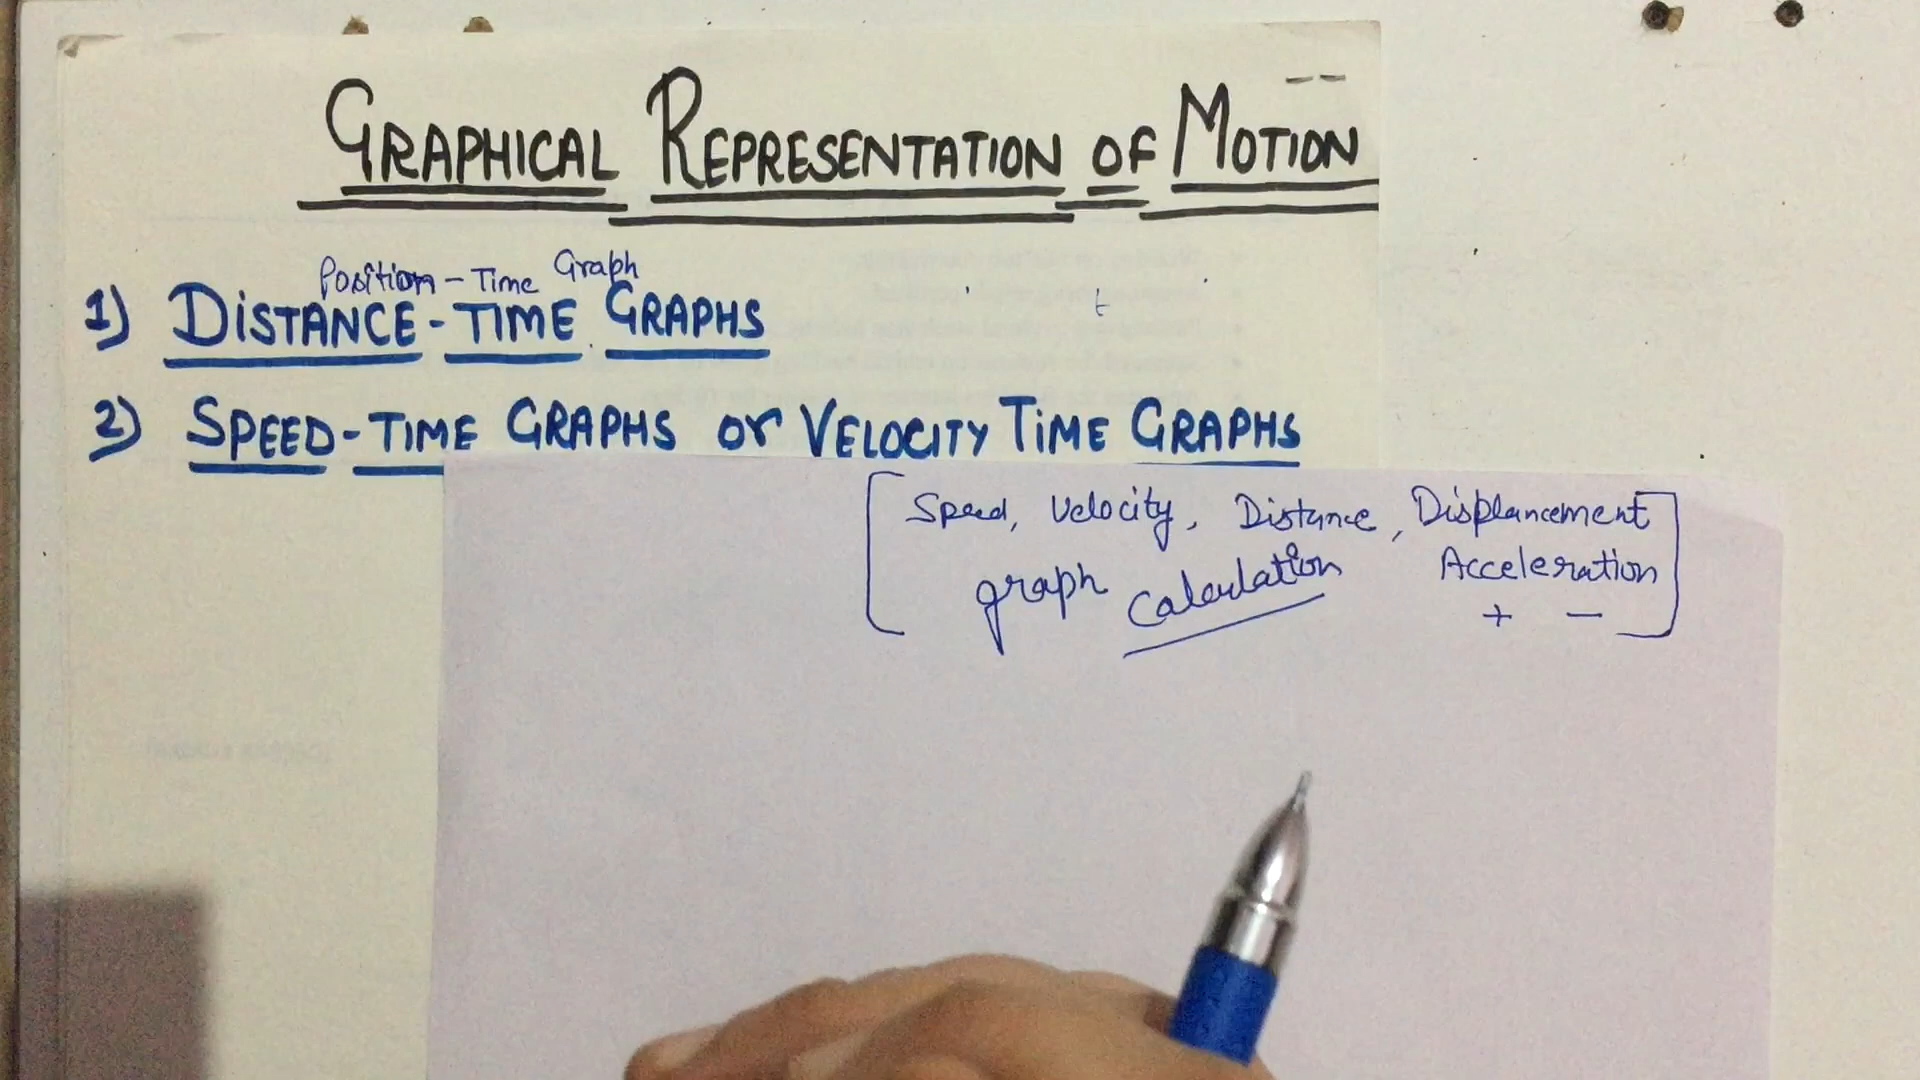 GRAPHICAL REPRESENTATION OF MOTION
Position - Time Graph
1) DISTANCE - TIME GRAPHS
t
2) SPEED - TIME GRAPHS or VELOCITY TIME GRAPHS
Speed, Velocity, Distance, Displancement
graph Calculation Acceleration
+ -